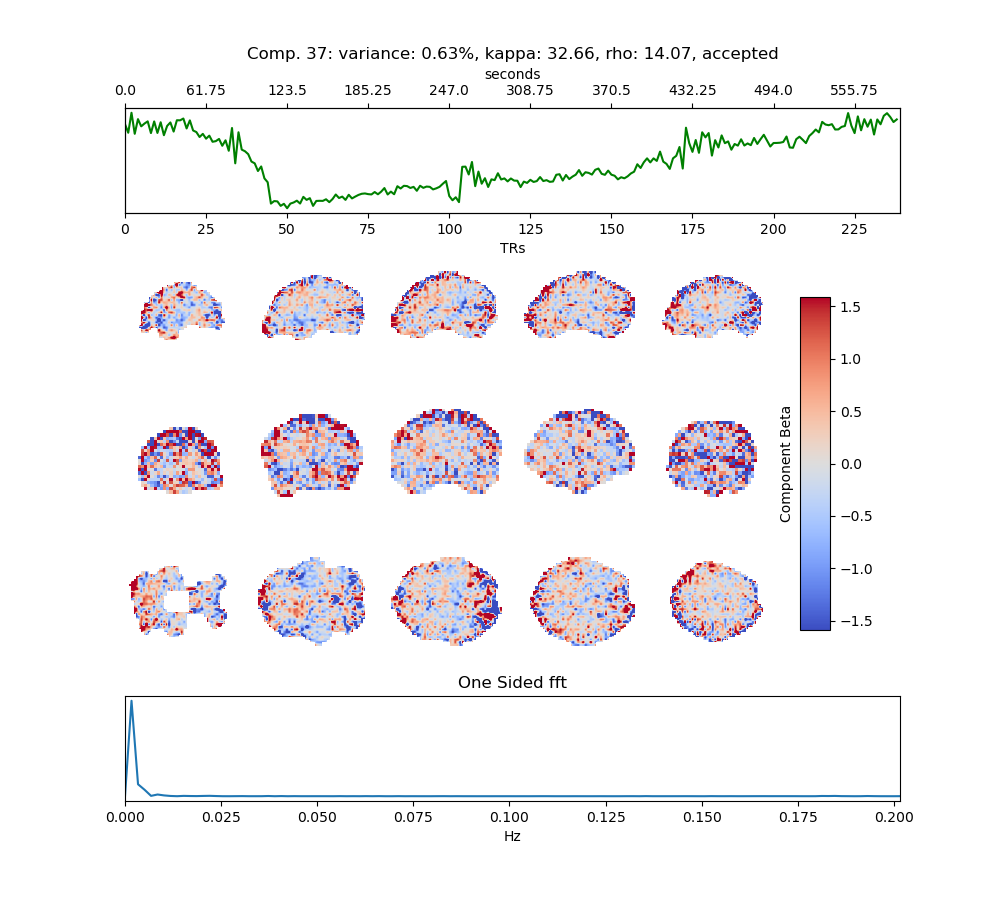 Comp. 37: variance: 0.63%, kappa: 32.66, rho: 14.07, accepted
seconds
0.0 61.75 123.5 185.25 247.0 308.75 370.5 432.25 494.0 555.75
0 25 50 75 100 125 150 175 200 225
TRs
1.5
1.0
0.5
0.0
−0.5
−1.0
−1.5
Component Beta
One Sided fft
0.000 0.025 0.050 0.075 0.100 0.125 0.150 0.175 0.200
Hz